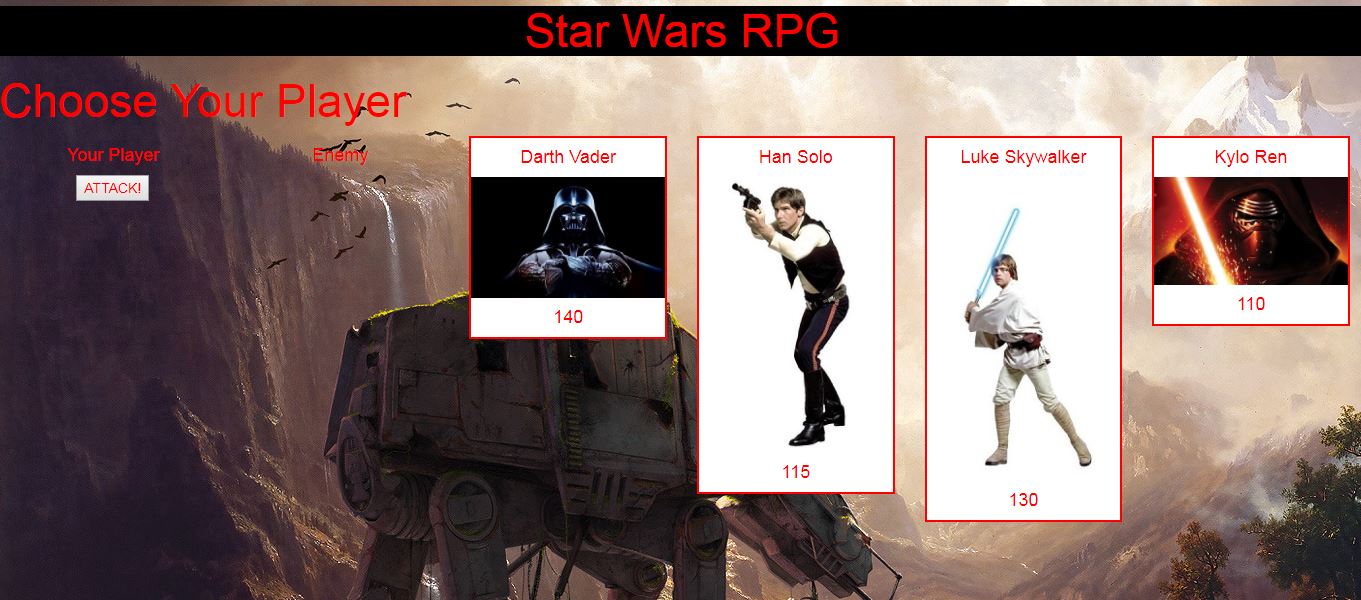 Star Wars RPG
Choose Your Player
Your Player
Enemy
ATTACK!
Darth Vader
140
Han Solo
115
Luke Skywalker
130
Kylo Ren
110